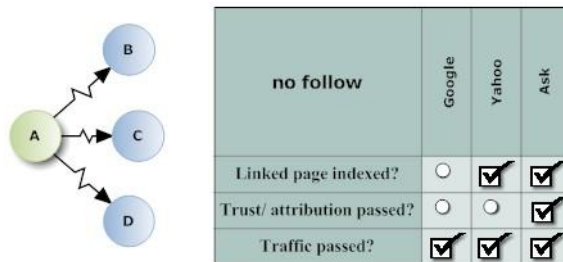 B
A
C
D
no follow
Google
Yahoo
Ask
Linked page indexed?
Trust/ attribution passed?
Traffic passed?